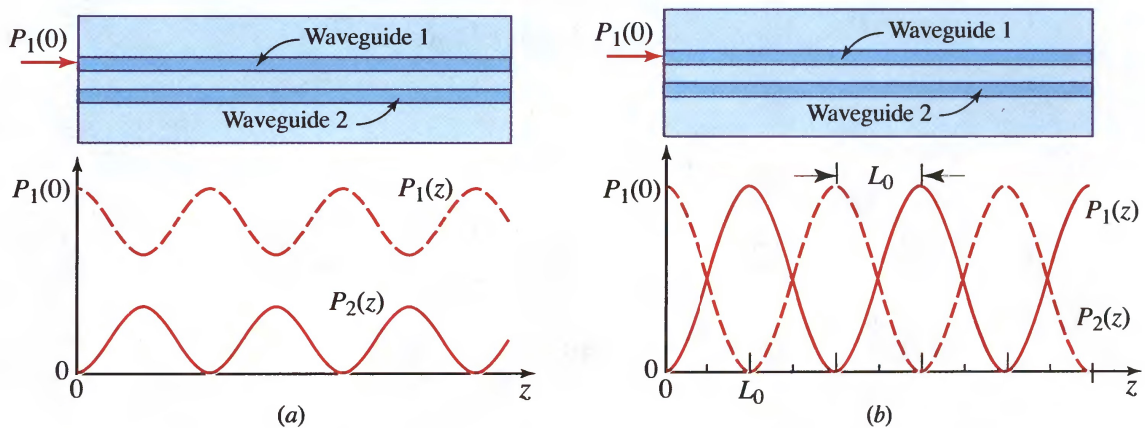 P₁(0)
Waveguide 1
Waveguide 2
P₁(0)
P₁(z)
P₂(z)
0
0
z
(a)
P₁(0)
Waveguide 1
Waveguide 2
P₁(0)
L₀
P₁(z)
P₂(z)
0
0
L₀
z
(b)